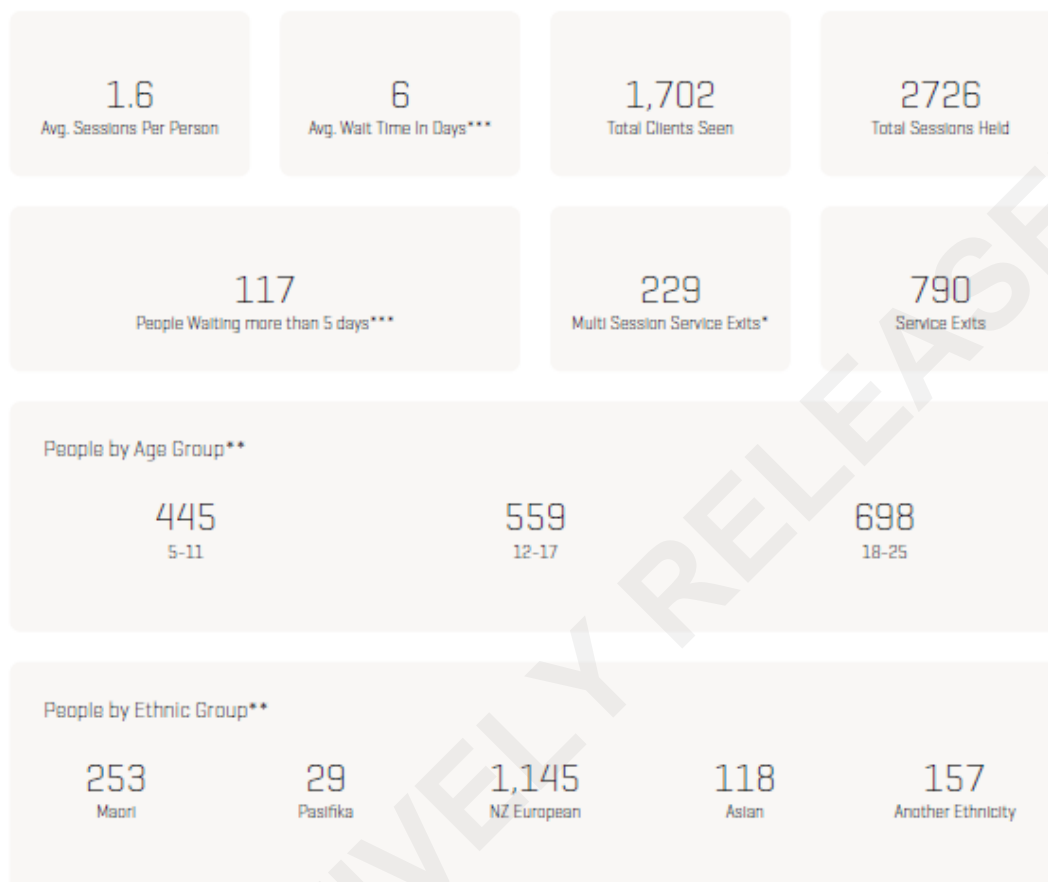 1.6
Avg. Sessions Per Person
6
Avg. Wait Time In Days***
1,702
Total Clients Seen
2726
Total Sessions Held
117
People Waiting more than 5 days***
229
Multi Session Service Exits*
790
Service Exits
People by Age Group**
445
5-11
559
12-17
698
18-25
People by Ethnic Group**
253
Maori
29
Pasifika
1,145
NZ European
118
Asian
157
Another Ethnicity
IVELY RELEASE